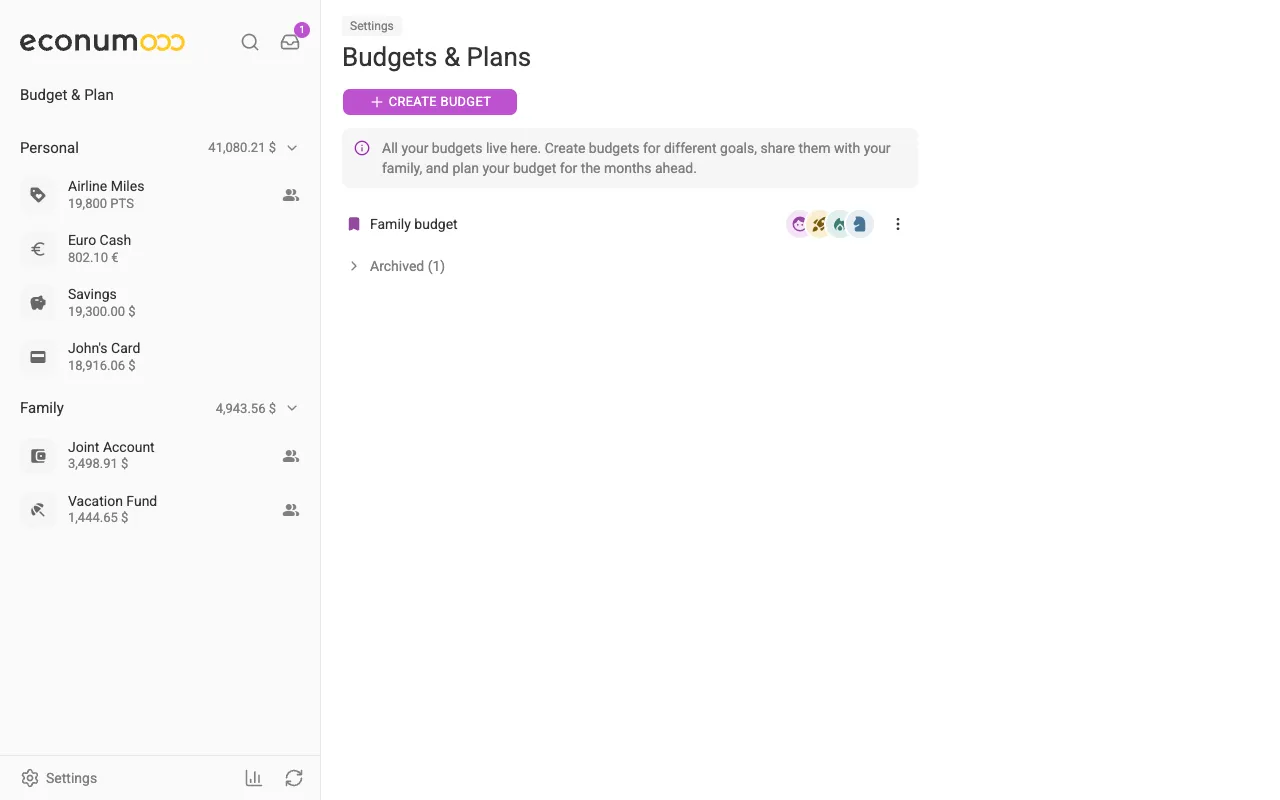 econumo
1
Budget & Plan
Personal 41,080.21 $
Airline Miles
19,800 PTS
Euro Cash
802.10 €
Savings
19,300.00 $
John's Card
18,916.06 $
Family 4,943.56 $
Joint Account
3,498.91 $
Vacation Fund
1,444.65 $
Settings
Settings
Budgets & Plans
CREATE BUDGET
All your budgets live here. Create budgets for different goals, share them with your
family, and plan your budget for the months ahead.
Family budget
Archived (1)